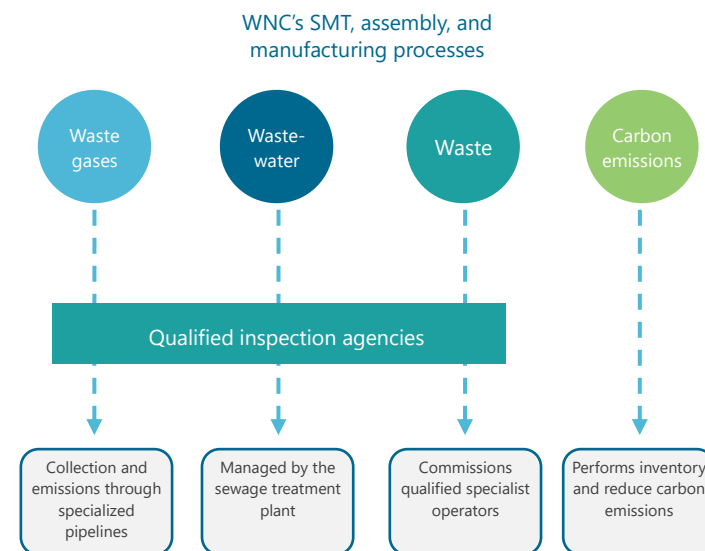 WNC's SMT, assembly, and
manufacturing processes
Waste
gases
Waste-
water
Waste
Carbon
emissions
Qualified inspection agencies
Collection and
emissions through
specialized
pipelines
Managed by the
sewage treatment
plant
Commissions
qualified specialist
operators
Performs inventory
and reduce carbon
emissions